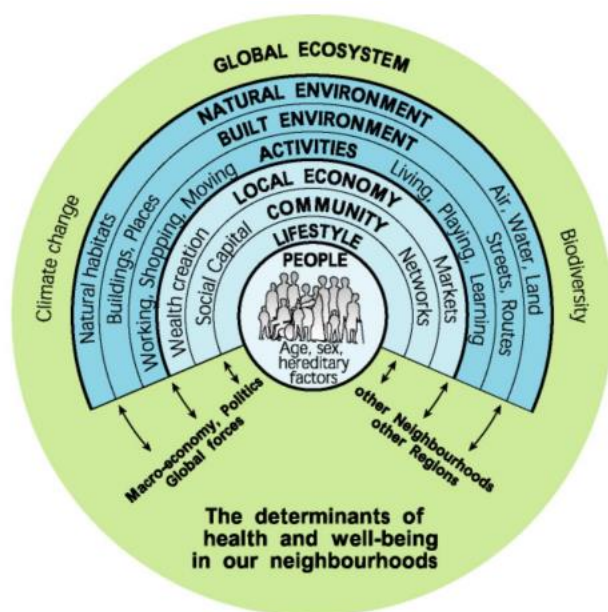 GLOBAL ECOSYSTEM
NATURAL ENVIRONMENT
BUILT ENVIRONMENT
ACTIVITIES
LOCAL ECONOMY
COMMUNITY
LIFESTYLE
PEOPLE
Age, sex,
hereditary
factors
Climate change
Natural habitats
Buildings, Places
Working, Shopping, Moving
Wealth creation
Social Capital
Networks
Markets
Living, Playing, Learning
Streets, Routes
Air, Water, Land
Biodiversity
Macro-economy, Politics
Global forces
other Neighbourhoods
other Regions
The determinants of
health and well-being
in our neighbourhoods